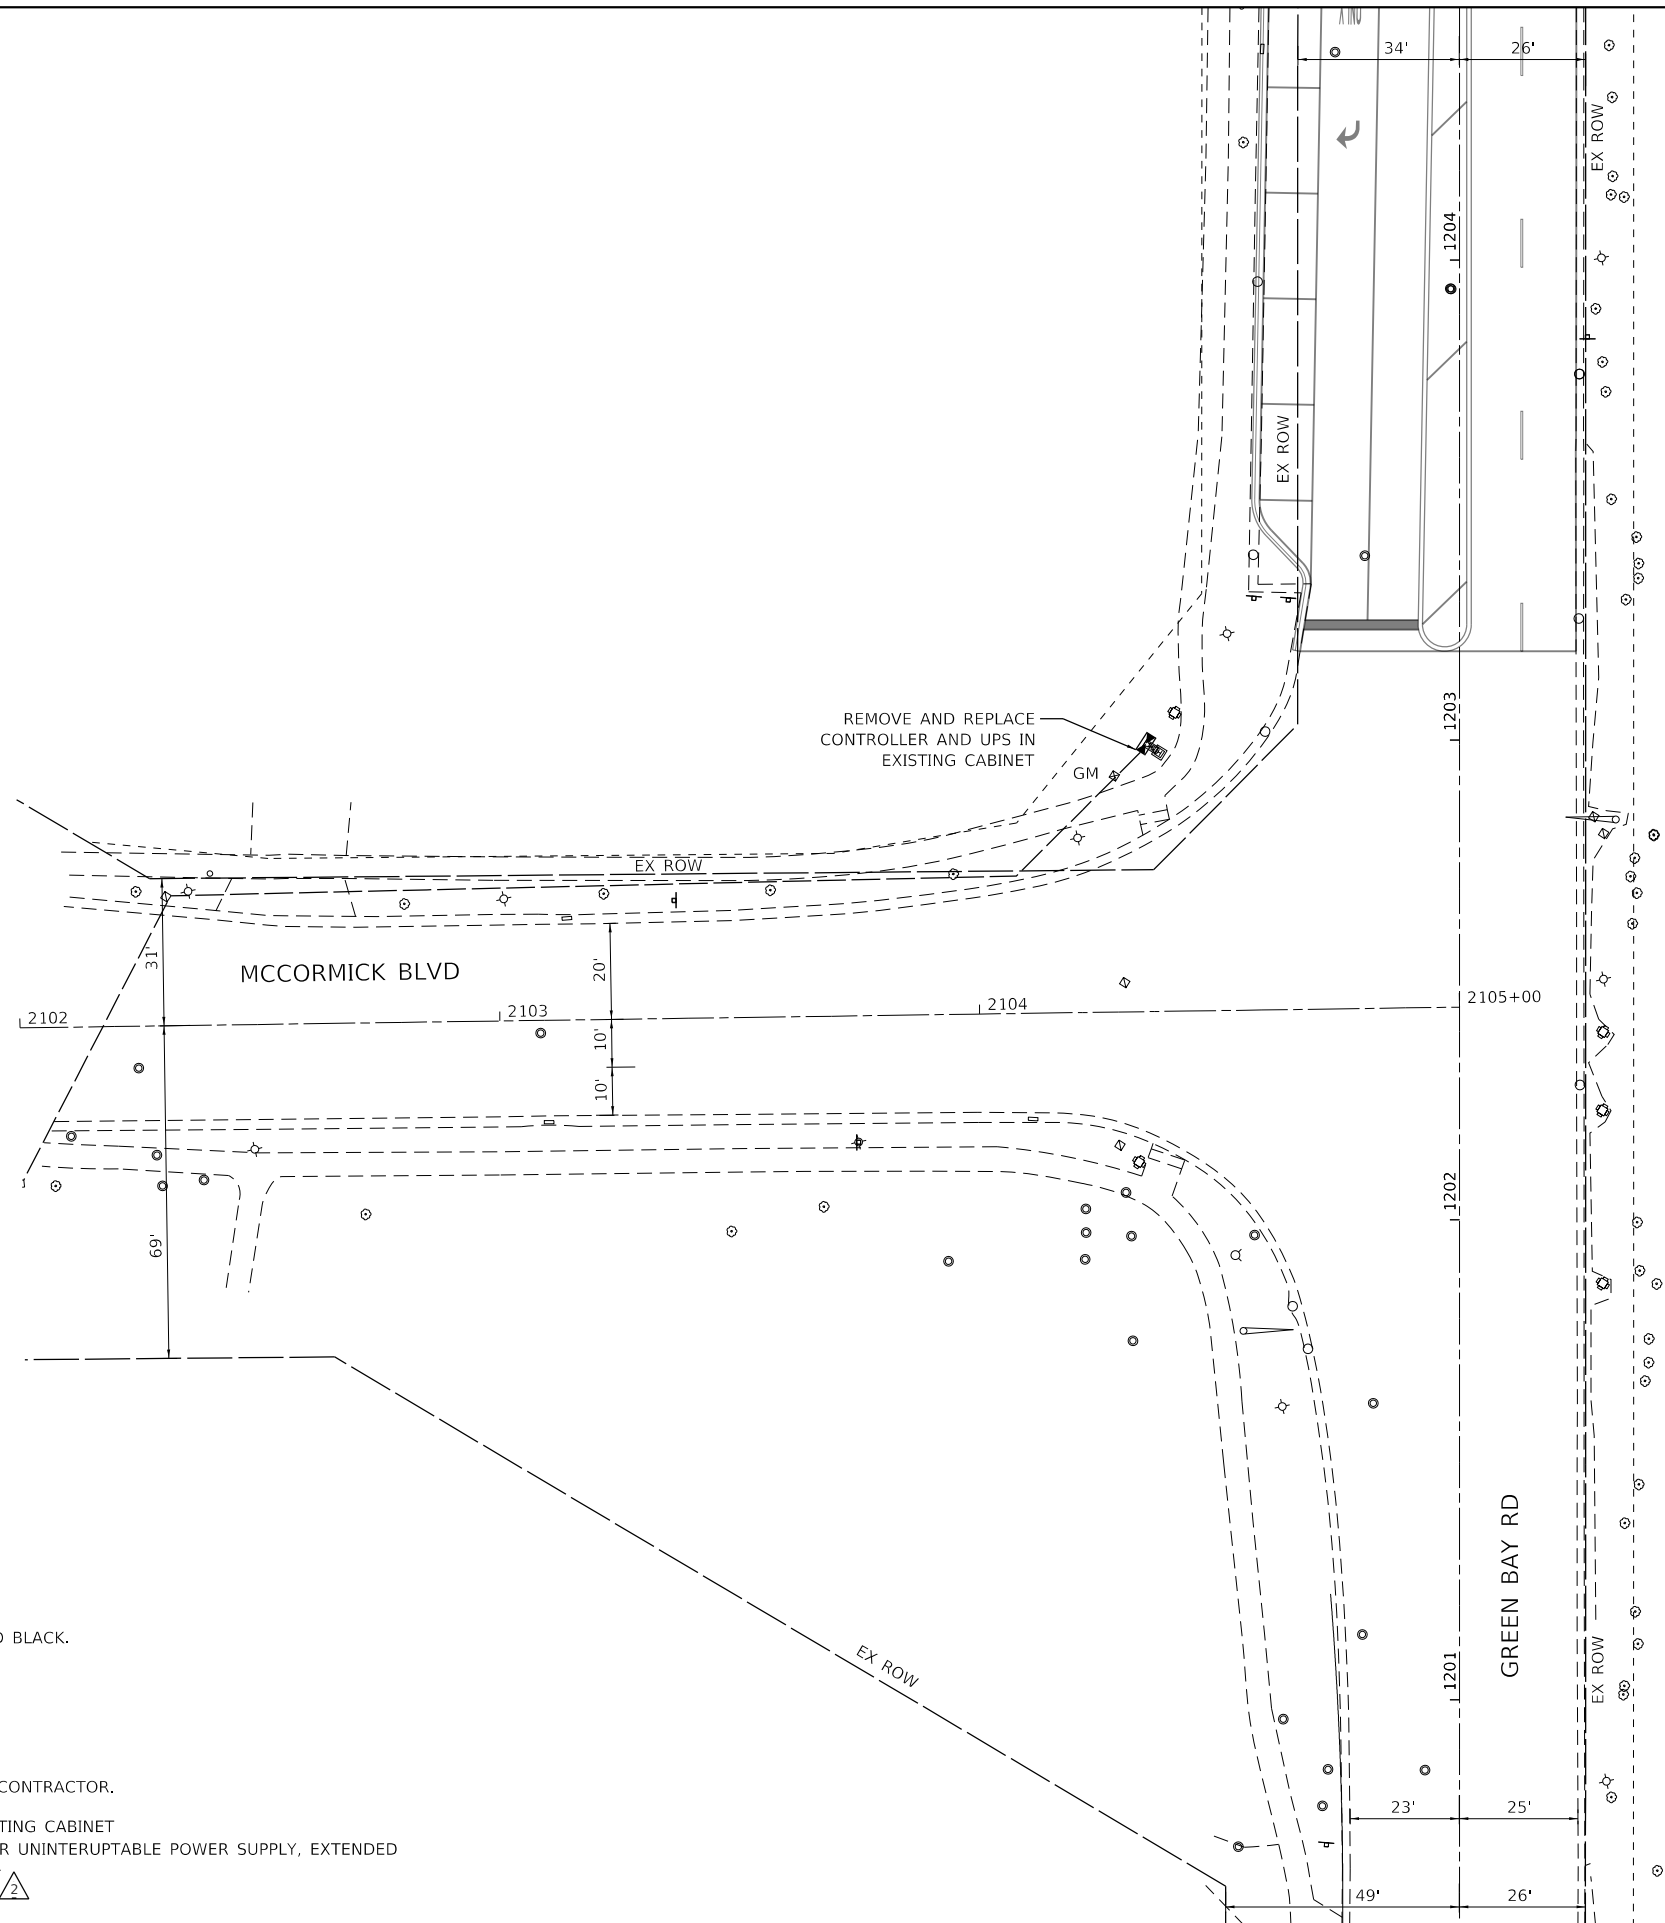 34'
26'
EX ROW
1204
EX ROW
1203
REMOVE AND REPLACE
CONTROLLER AND UPS IN
EXISTING CABINET
GM
EX ROW
31'
20'
MCCORMICK BLVD
2102
2103
2104
2105+00
10'
10'
69'
1202
GREEN BAY RD
EX ROW
1201
EX ROW
BLACK.
CONTRACTOR.
CABINET
UNINTERUPTABLE POWER SUPPLY, EXTENDED
2
23'
25'
49'
26'